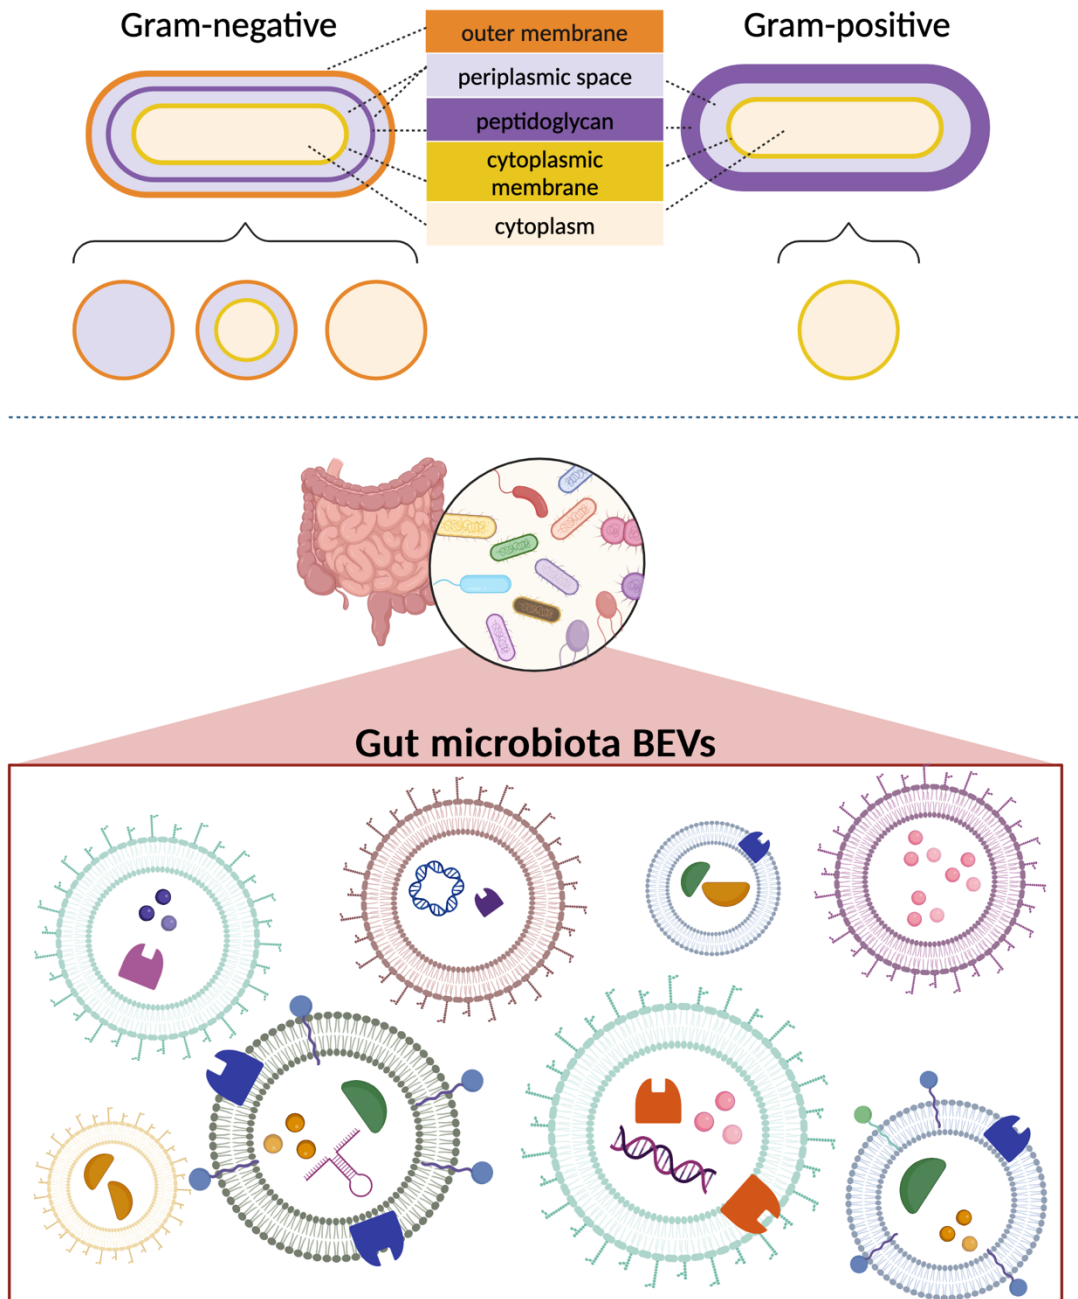 Gram-negative
Gram-positive
outer membrane
periplasmic space
peptidoglycan
cytoplasmic
membrane
cytoplasm
Gut microbiota BEVs